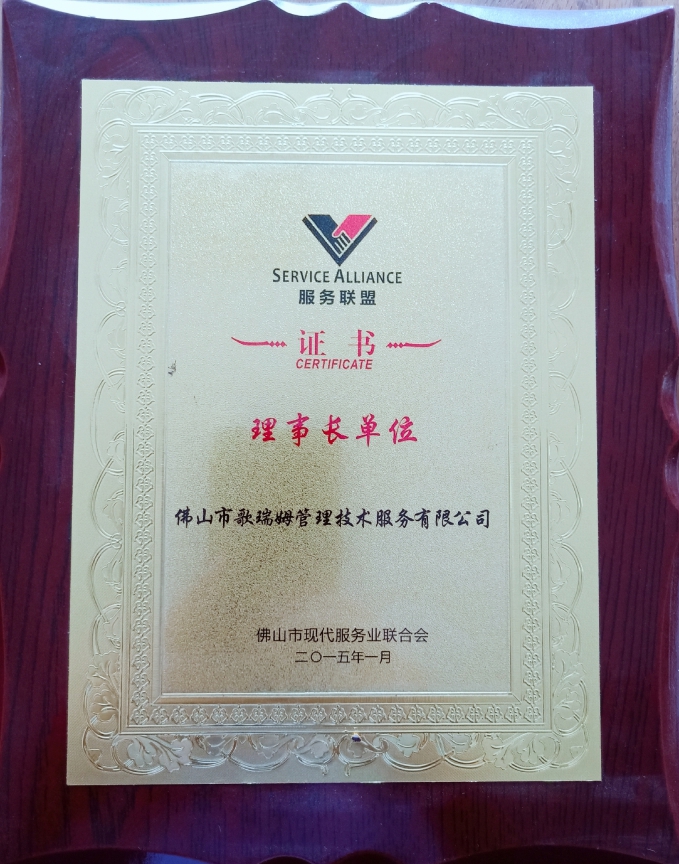 SERVICE ALLIANCE
服务联盟
证书
CERTIFICATE
理事长单位
佛山市歌瑞姆管理技术服务有限公司
佛山市现代服务业联合会
二〇一五年一月